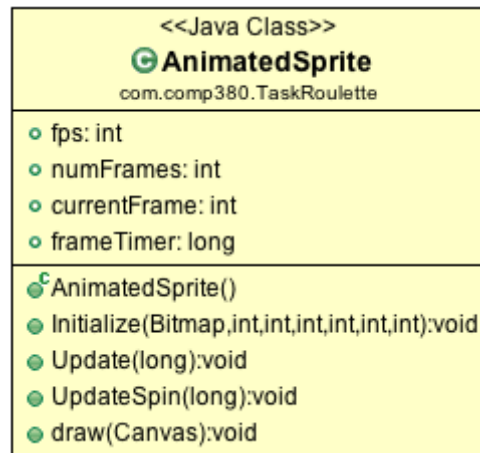 <<Java Class>>
AnimatedSprite
com.comp380.TaskRoulette
fps: int
numFrames: int
currentFrame: int
frameTimer: long
AnimatedSprite()
Initialize(Bitmap,int,int,int,int,int,int):void
Update(long):void
UpdateSpin(long):void
draw(Canvas):void